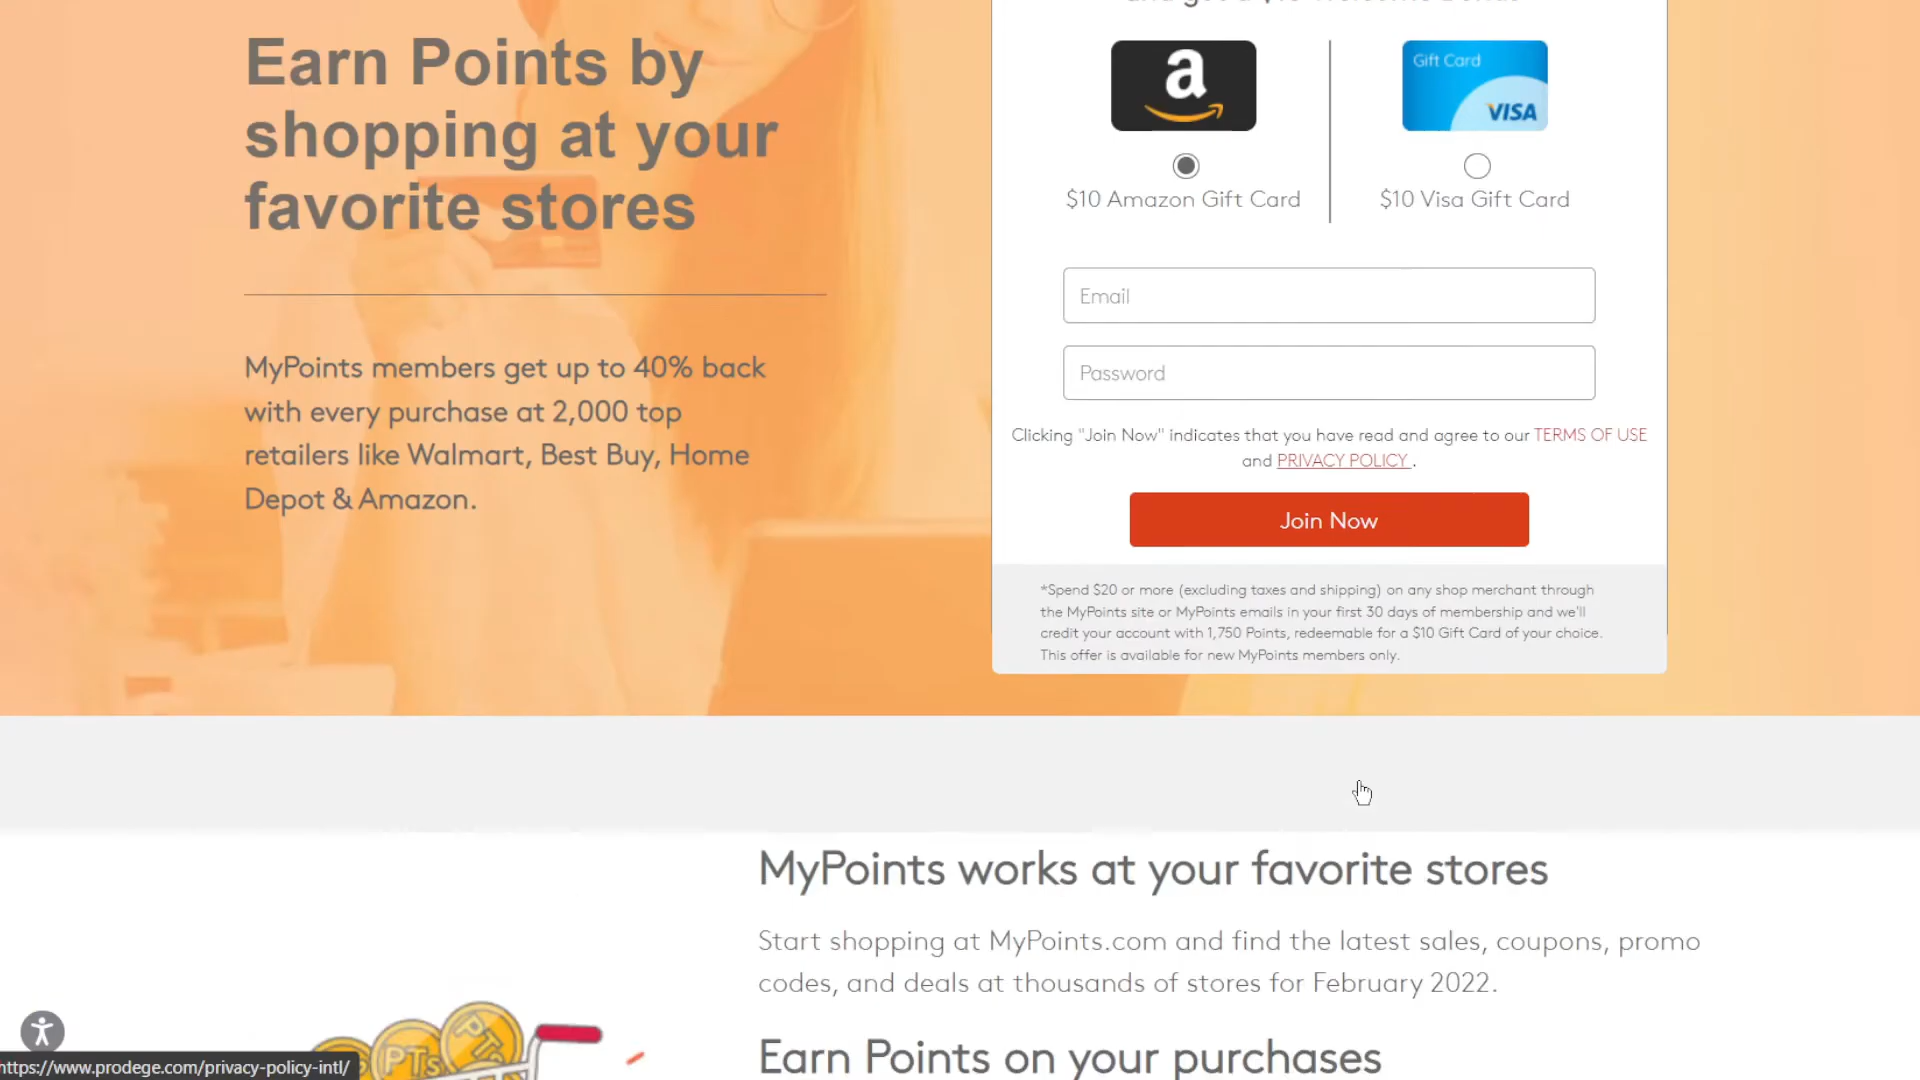 Earn Points by
shopping at your
favorite stores
MyPoints members get up to 40% back
with every purchase at 2,000 top
retailers like Walmart, Best Buy, Home
Depot & Amazon.
and get a $10 Welcome Bonus
a
Gift Card
VISA
$10 Amazon Gift Card
$10 Visa Gift Card
Email
Password
Clicking "Join Now" indicates that you have read and agree to our TERMS OF USE
and PRIVACY POLICY .
Join Now
*Spend $20 or more (excluding taxes and shipping) on any shop merchant through
the MyPoints site or MyPoints emails in your first 30 days of membership and we'll
credit your account with 1,750 Points, redeemable for a $10 Gift Card of your choice.
This offer is available for new MyPoints members only.
MyPoints works at your favorite stores
Start shopping at MyPoints.com and find the latest sales, coupons, promo
codes, and deals at thousands of stores for February 2022.
Earn Points on your purchases
PTs
https://www.prodege.com/privacy-policy-intl/